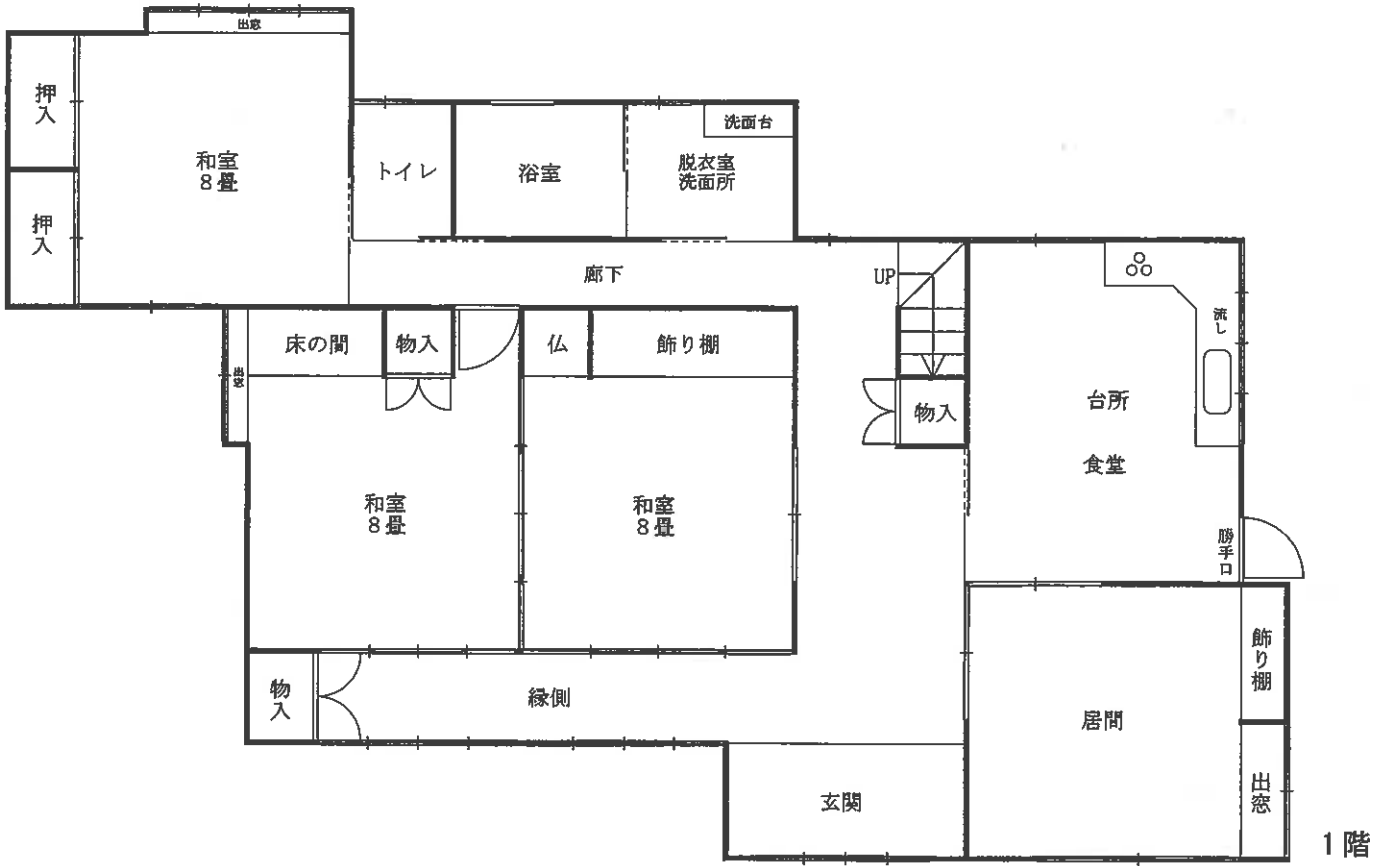 出窓
押入
和室
8畳
押入
トイレ
浴室
脱衣室
洗面所
洗面台
廊下
UP
流し
床の間
物入
仏
飾り棚
出窓
物入
台所
食堂
和室
8畳
和室
8畳
勝手口
物入
縁側
居間
飾り棚
玄関
出窓
1階